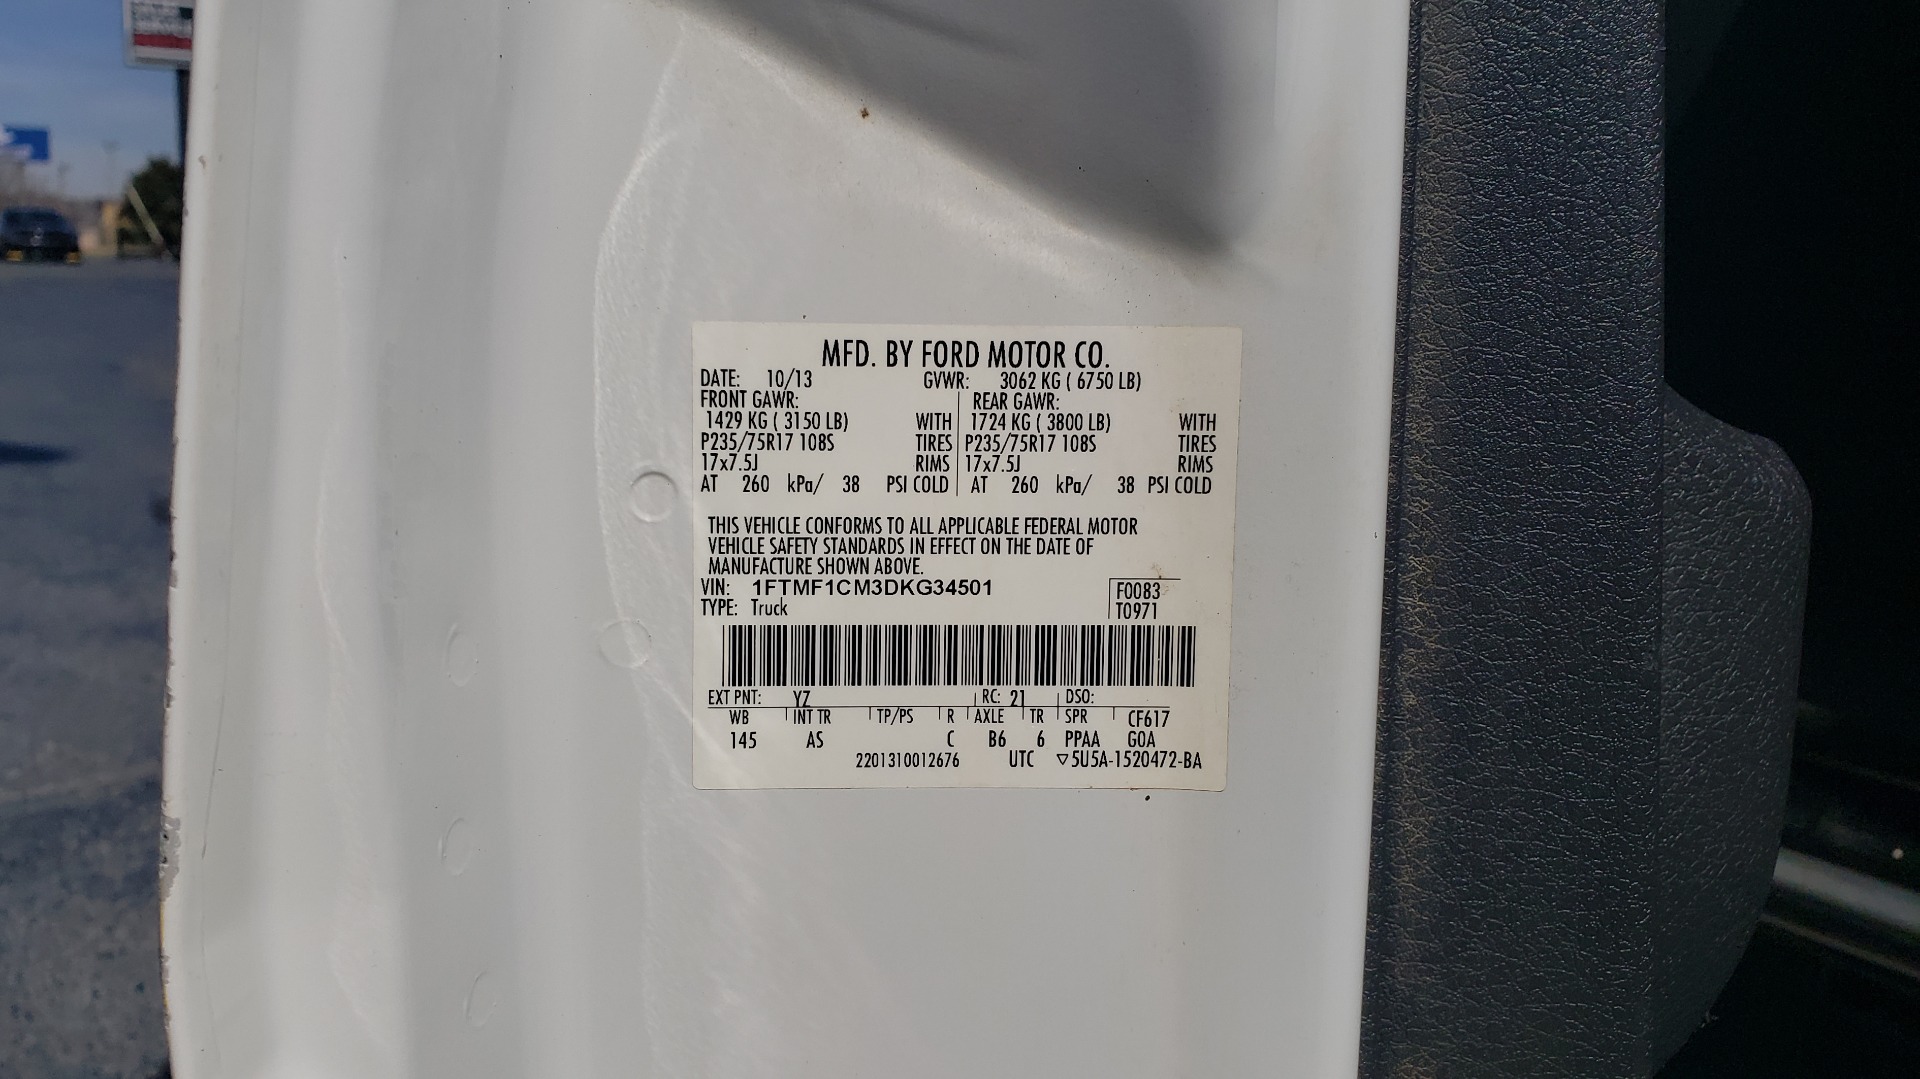 MFD. BY FORD MOTOR CO.
DATE: 10/13 GVWR: 3062 KG ( 6750 LB)
FRONT GAWR: REAR GAWR:
1429 KG ( 3150 LB) WITH 1724 KG ( 3800 LB) WITH
P235/75R17 108S TIRES P235/75R17 108S TIRES
17x7.5J RIMS 17x7.5J RIMS
AT 260 kPa/ 38 PSI COLD AT 260 kPa/ 38 PSI COLD
THIS VEHICLE CONFORMS TO ALL APPLICABLE FEDERAL MOTOR
VEHICLE SAFETY STANDARDS IN EFFECT ON THE DATE OF
MANUFACTURE SHOWN ABOVE.
VIN: 1FTMF1CM3DKG34501 F0083
TYPE: Truck T0971
EXT PNT: YZ RC: 21 DSO:
WB INT TR TP/PS R AXLE TR SPR CF617
145 AS C B6 6 PPAA GOA
2201310012676 UTC ▽5U5A-1520472-BA